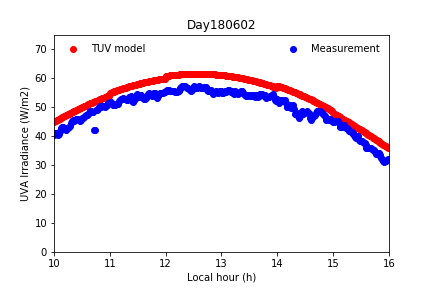 Day180602
TUV model
Measurement
UVA Irradiance (W/m2)
70
60
50
40
30
20
10
0
10 11 12 13 14 15 16
Local hour (h)